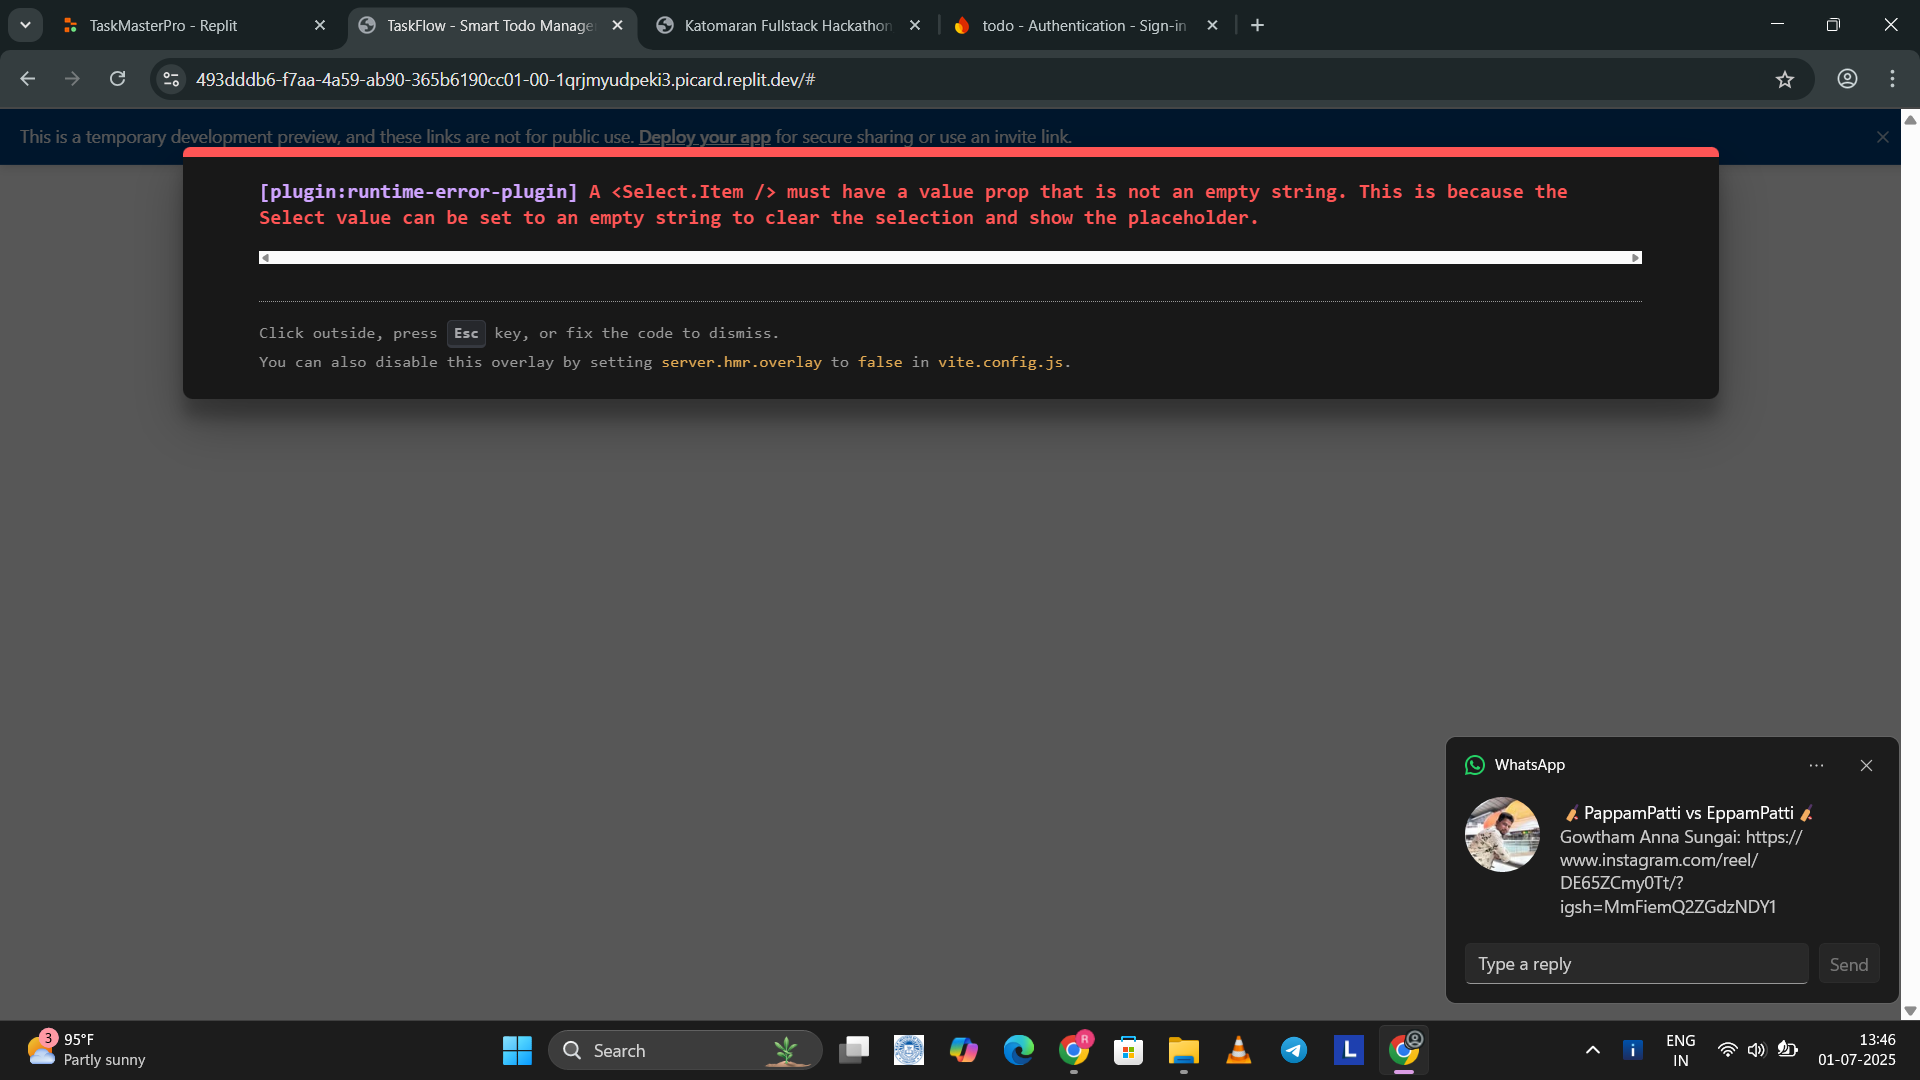 TaskMasterPro - Replit
TaskFlow - Smart Todo Manage
Katomaran Fullstack Hackathon
todo - Authentication - Sign-in
493dddb6-f7aa-4a59-ab90-365b6190cc01-00-1qrjmyudpeki3.picard.replit.dev/#
This is a temporary development preview, and these links are not for public use. Deploy your app for secure sharing or use an invite link.
[plugin:runtime-error-plugin] A <Select.Item /> must have a value prop that is not an empty string. This is because the
Select value can be set to an empty string to clear the selection and show the placeholder.
Click outside, press Esc key, or fix the code to dismiss.
You can also disable this overlay by setting server.hmr.overlay to false in vite.config.js.
WhatsApp
🏏 PappamPatti vs EppamPatti 🏏
Gowtham Anna Sungai: https://
www.instagram.com/reel/
DE65ZCmy0Tt/?
igsh=MmFiemQ2ZGdzNDY1
Type a reply
Send
3
95°F
Partly sunny
Search
R
L
i
ENG
IN
13:46
01-07-2025